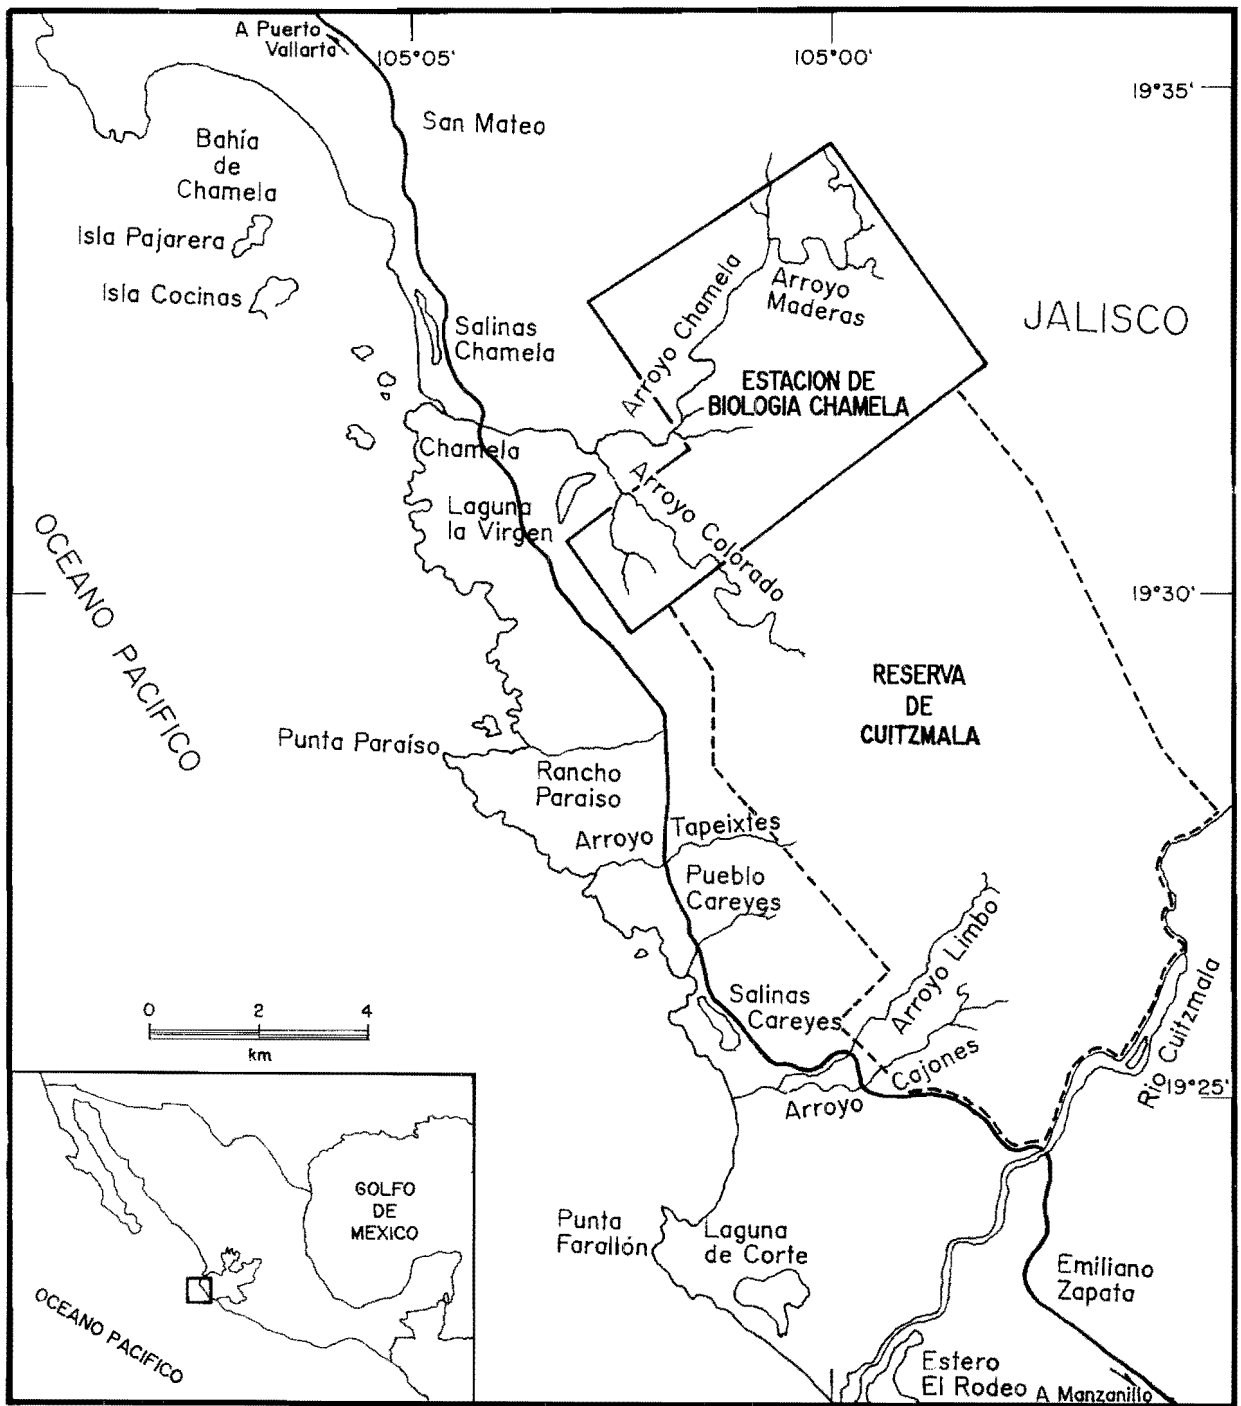 A Puerto
Vallarta
105°05'
105°00'
19°35'
San Mateo
Bahía
de
Chamela
Isla Pajarera
Isla Cocinas
Arroyo Chamela
Arroyo
Maderas
JALISCO
Salinas
Chamela
ESTACION DE
BIOLOGIA CHAMELA
Chamela
Arroyo Colorado
Laguna
la Virgen
OCEANO PACIFICO
19°30'
RESERVA
DE
CUITZMALA
Punta Paraíso
Rancho
Paraiso
Arroyo Tapeixtes
Pueblo
Careyes
Arroyo Limbo
Salinas
Careyes
Rio Cuitzmala
0 2 4
km
Arroyo Cajones
19°25'
GOLFO
DE
MEXICO
OCEANO PACIFICO
Punta
Farallón
Laguna
de Corte
Emiliano
Zapata
Estero
El Rodeo
A Manzanillo